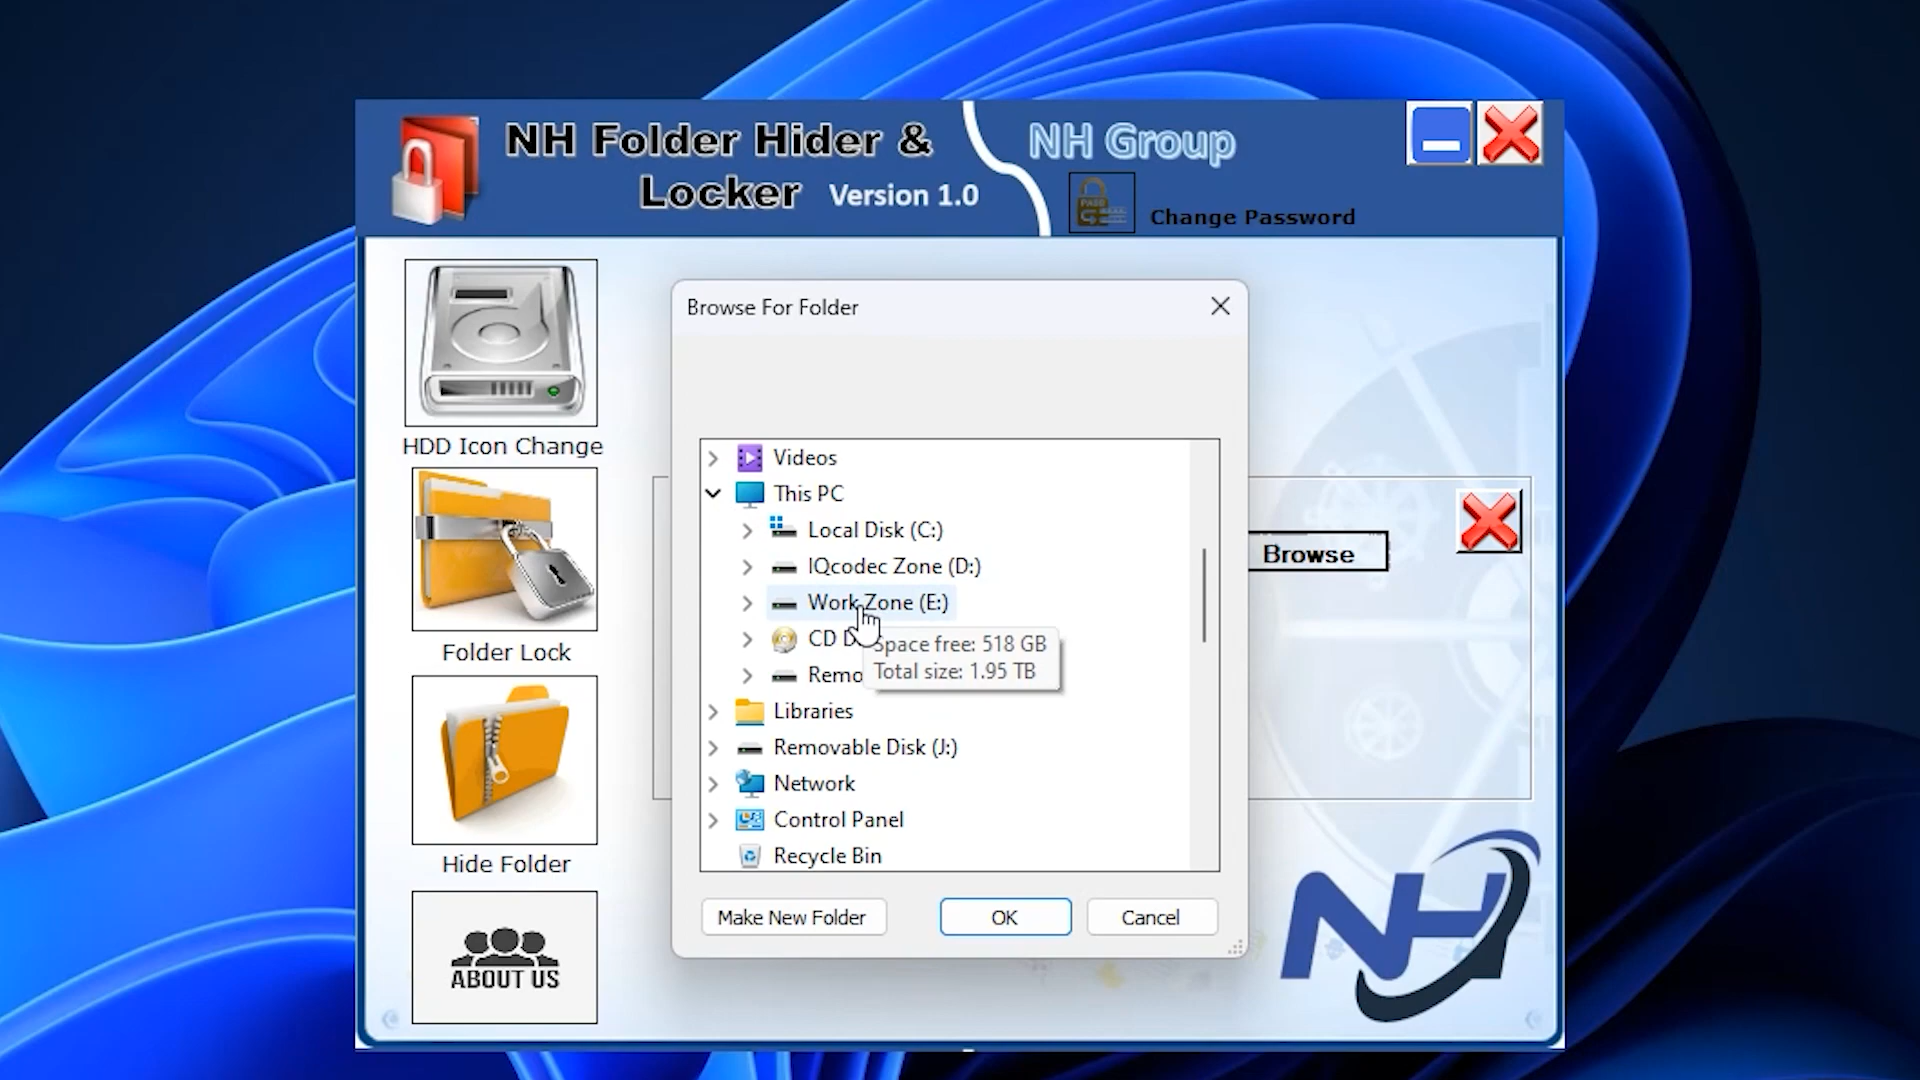 NH Folder Hider &
Locker Version 1.0
NH Group
PASS
Change Password
HDD Icon Change
Folder Lock
Hide Folder
ABOUT US
Browse For Folder
Videos
This PC
Local Disk (C:)
IQcodec Zone (D:)
Work Zone (E:)
CD D
Space free: 518 GB
Remo
Total size: 1.95 TB
Libraries
Removable Disk (J:)
Network
Control Panel
Recycle Bin
Make New Folder
OK
Cancel
Browse
NH